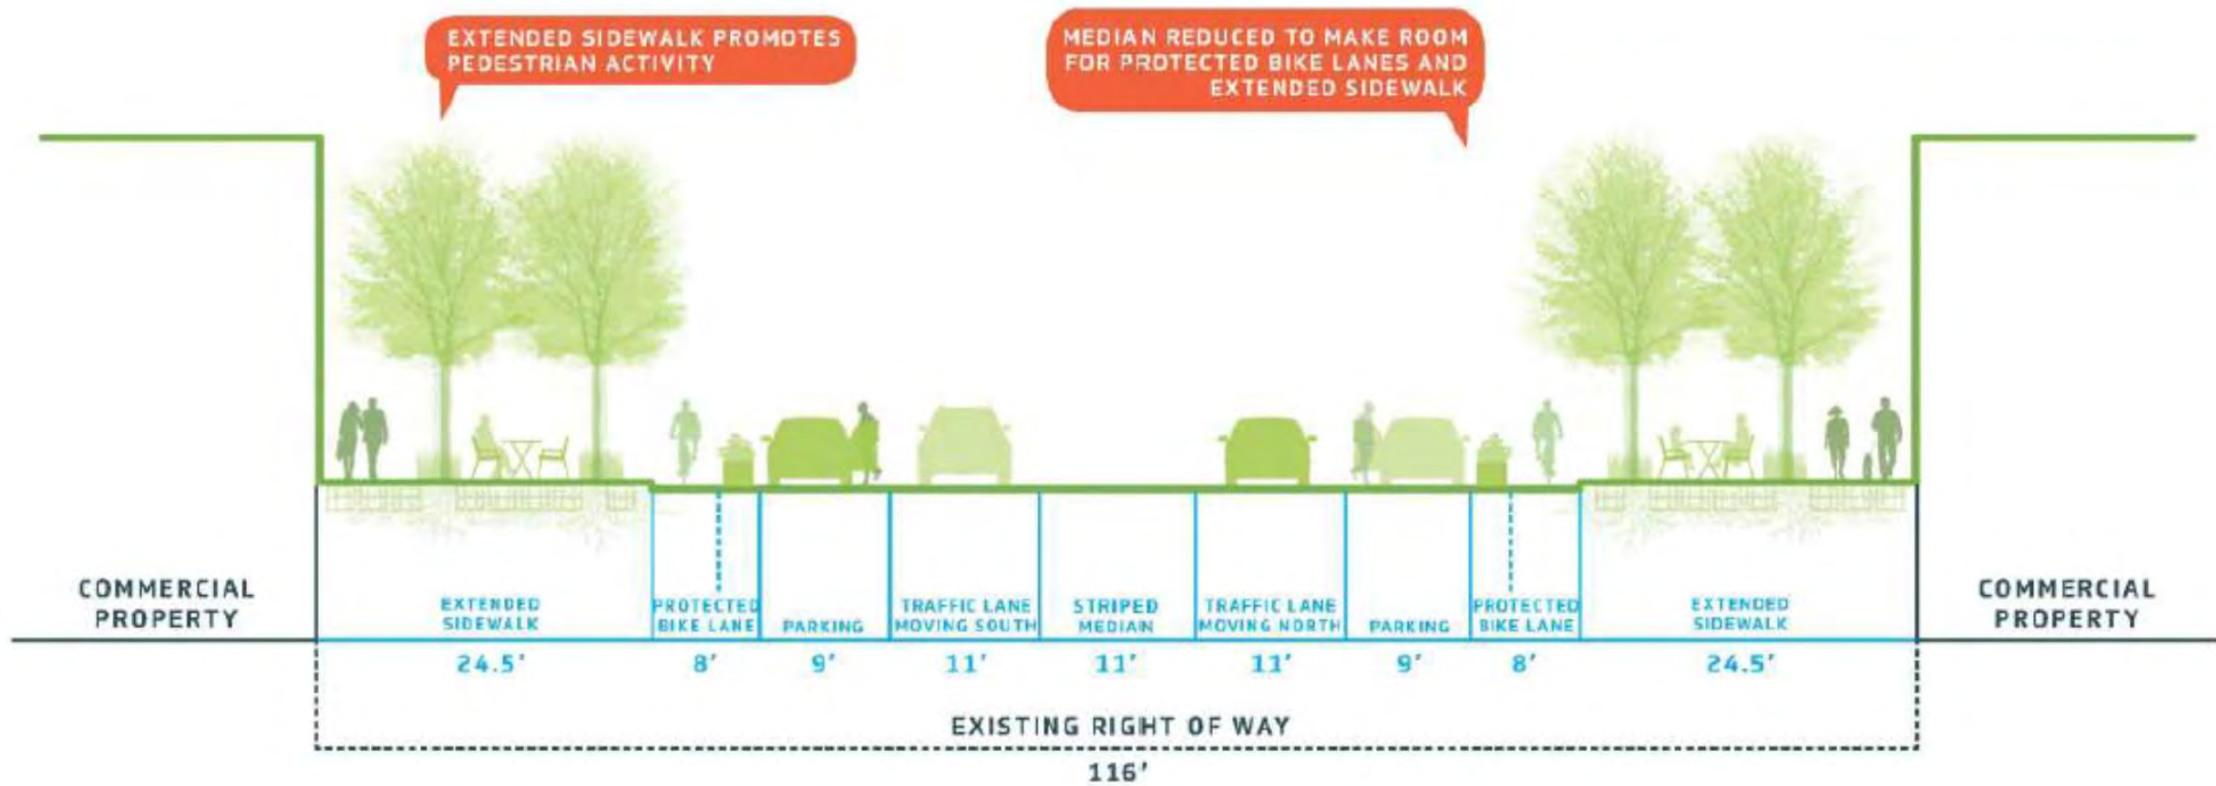 EXTENDED SIDEWALK PROMOTES
PEDESTRIAN ACTIVITY
MEDIAN REDUCED TO MAKE ROOM
FOR PROTECTED BIKE LANES AND
EXTENDED SIDEWALK
COMMERCIAL
PROPERTY
EXTENDED
SIDEWALK
PROTECTED
BIKE LANE
PARKING
TRAFFIC LANE
MOVING SOUTH
STRIPED
MEDIAN
TRAFFIC LANE
MOVING NORTH
PARKING
PROTECTED
BIKE LANE
EXTENDED
SIDEWALK
COMMERCIAL
PROPERTY
24.5' 8' 9' 11' 11' 11' 9' 8' 24.5'
EXISTING RIGHT OF WAY
116'